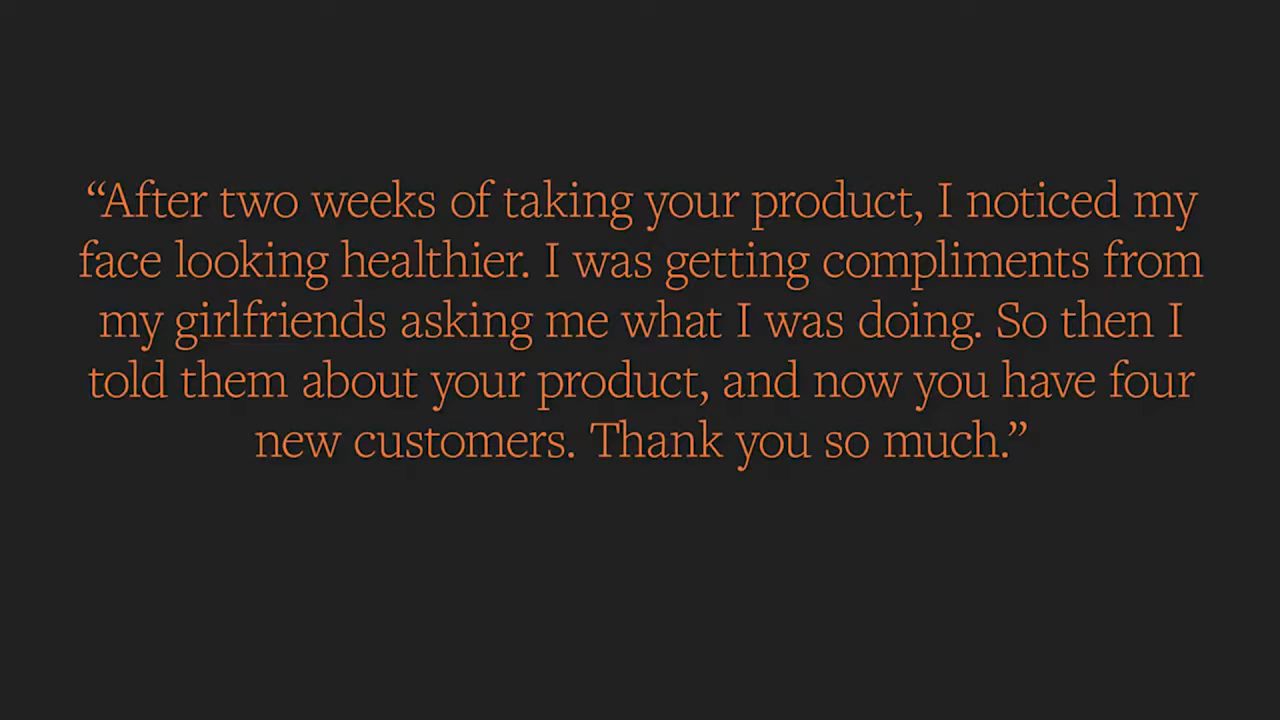 “After two weeks of taking your product, I noticed my
face looking healthier. I was getting compliments from
my girlfriends asking me what I was doing. So then I
told them about your product, and now you have four
new customers. Thank you so much.”